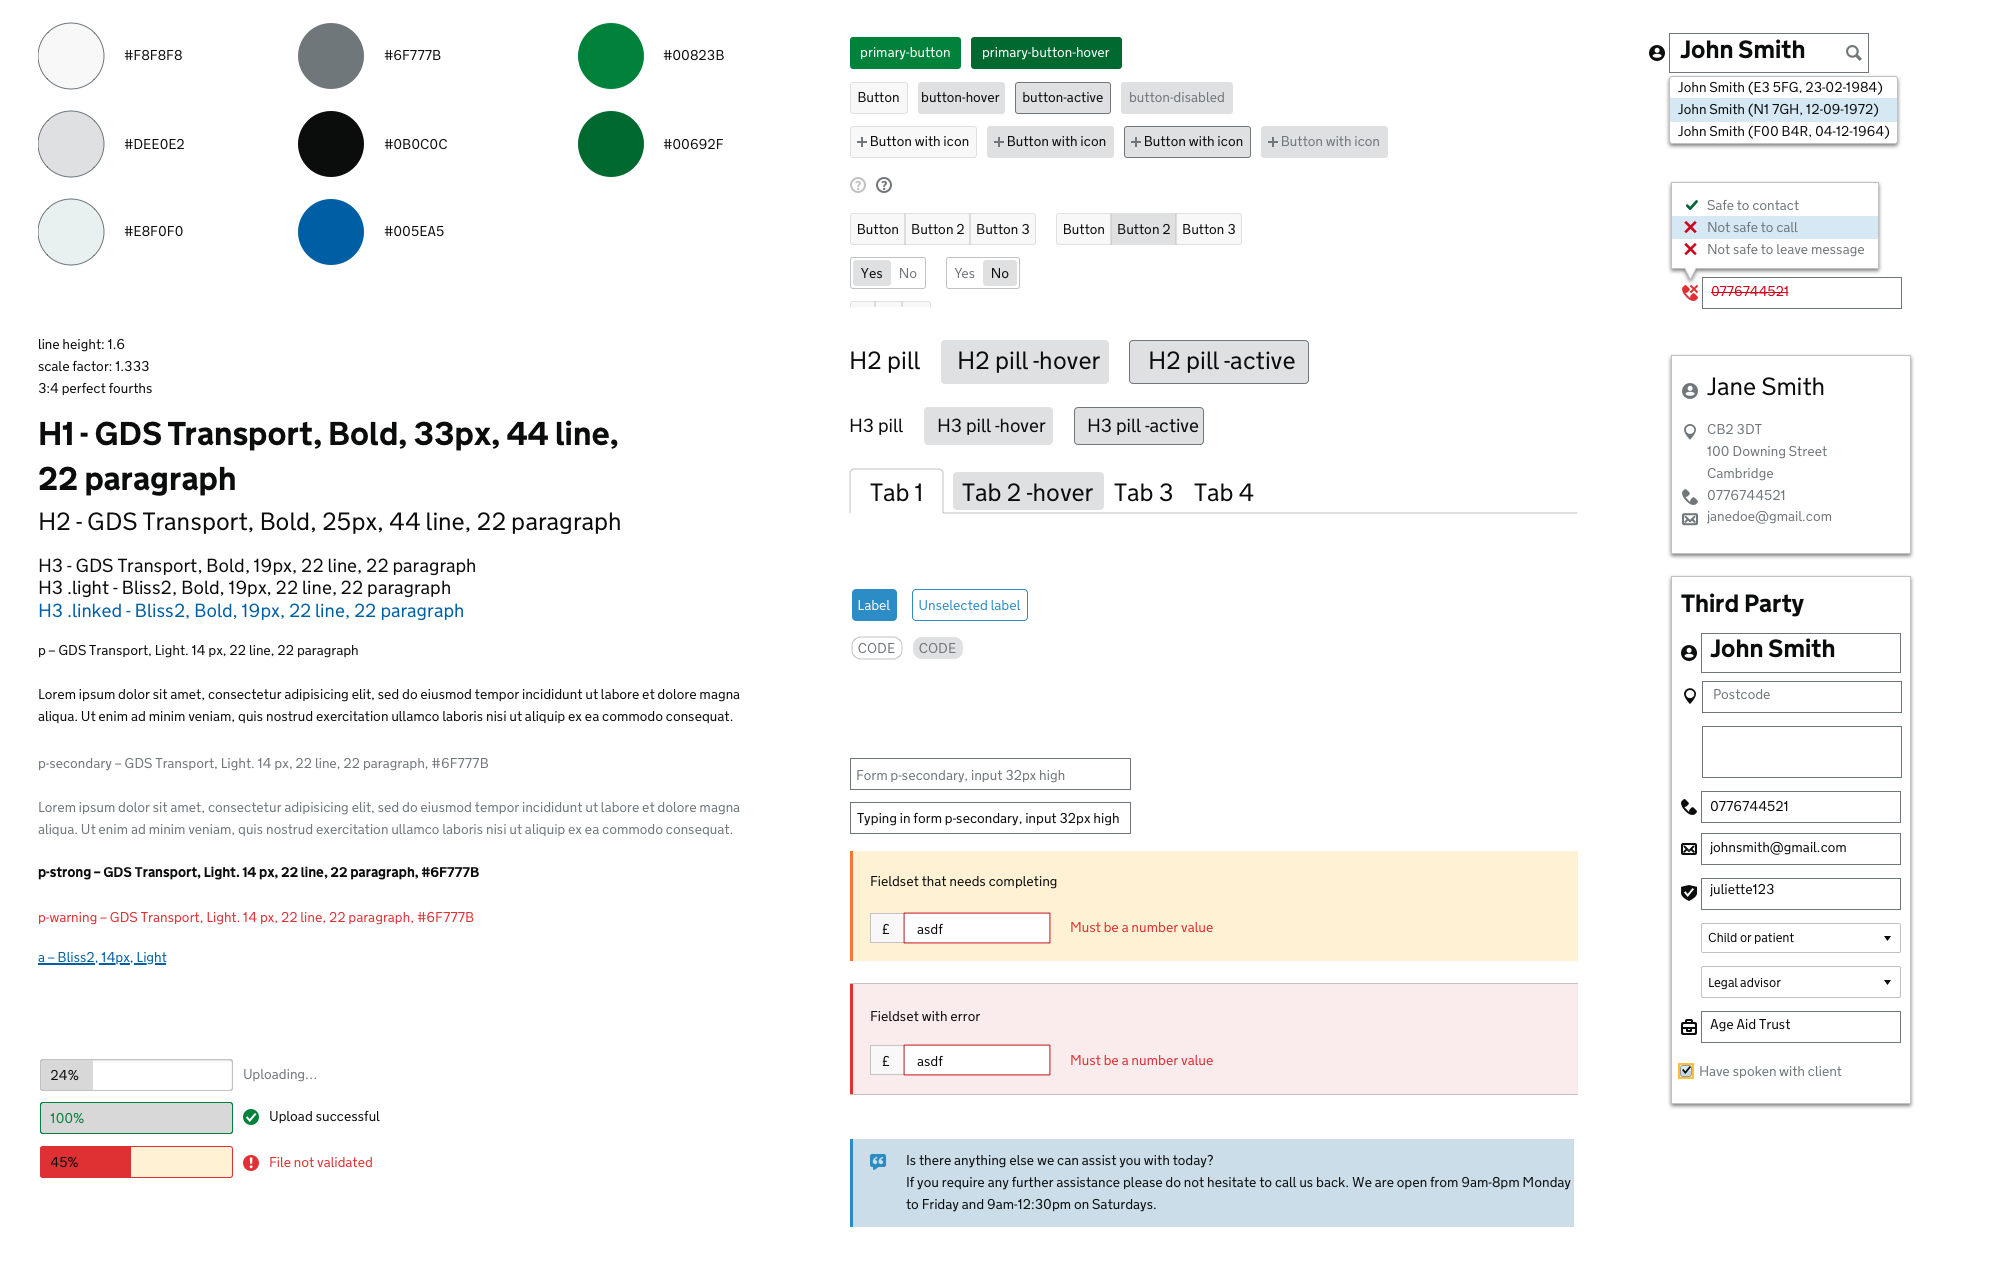 #F8F8F8
#6F777B
#00823B
#DEE0E2
#0B0C0C
#00692F
#E8F0F0
#005EA5
line height: 1.6
scale factor: 1.333
3:4 perfect fourths
H1 - GDS Transport, Bold, 33px, 44 line,
22 paragraph
H2 - GDS Transport, Bold, 25px, 44 line, 22 paragraph
H3 - GDS Transport, Bold, 19px, 22 line, 22 paragraph
H3 .light - Bliss2, Bold, 19px, 22 line, 22 paragraph
H3 .linked - Bliss2, Bold, 19px, 22 line, 22 paragraph
p – GDS Transport, Light. 14 px, 22 line, 22 paragraph
Lorem ipsum dolor sit amet, consectetur adipisicing elit, sed do eiusmod tempor incididunt ut labore et dolore magna
aliqua. Ut enim ad minim veniam, quis nostrud exercitation ullamco laboris nisi ut aliquip ex ea commodo consequat.
p-secondary – GDS Transport, Light. 14 px, 22 line, 22 paragraph, #6F777B
Lorem ipsum dolor sit amet, consectetur adipisicing elit, sed do eiusmod tempor incididunt ut labore et dolore magna
aliqua. Ut enim ad minim veniam, quis nostrud exercitation ullamco laboris nisi ut aliquip ex ea commodo consequat.
p-strong – GDS Transport, Light. 14 px, 22 line, 22 paragraph, #6F777B
p-warning – GDS Transport, Light. 14 px, 22 line, 22 paragraph, #6F777B
a – Bliss2, 14px, Light
24% Uploading...
100% Upload successful
45% File not validated
primary-button primary-button-hover
Button button-hover button-active button-disabled
+ Button with icon + Button with icon + Button with icon + Button with icon
? ?
Button Button 2 Button 3 Button Button 2 Button 3
Yes No Yes No
H2 pill H2 pill -hover H2 pill -active
H3 pill H3 pill -hover H3 pill -active
Tab 1 Tab 2 -hover Tab 3 Tab 4
Label Unselected label
CODE CODE
Form p-secondary, input 32px high
Typing in form p-secondary, input 32px high
Fieldset that needs completing
£ asdf Must be a number value
Fieldset with error
£ asdf Must be a number value
Is there anything else we can assist you with today?
If you require any further assistance please do not hesitate to call us back. We are open from 9am-8pm Monday
to Friday and 9am-12:30pm on Saturdays.
John Smith
John Smith (E3 5FG, 23-02-1984)
John Smith (N1 7GH, 12-09-1972)
John Smith (F00 B4R, 04-12-1964)
Safe to contact
Not safe to call
Not safe to leave message
0776744521
Jane Smith
CB2 3DT
100 Downing Street
Cambridge
0776744521
janedoe@gmail.com
Third Party
John Smith
Postcode
0776744521
johnsmith@gmail.com
juliette123
Child or patient
Legal advisor
Age Aid Trust
Have spoken with client